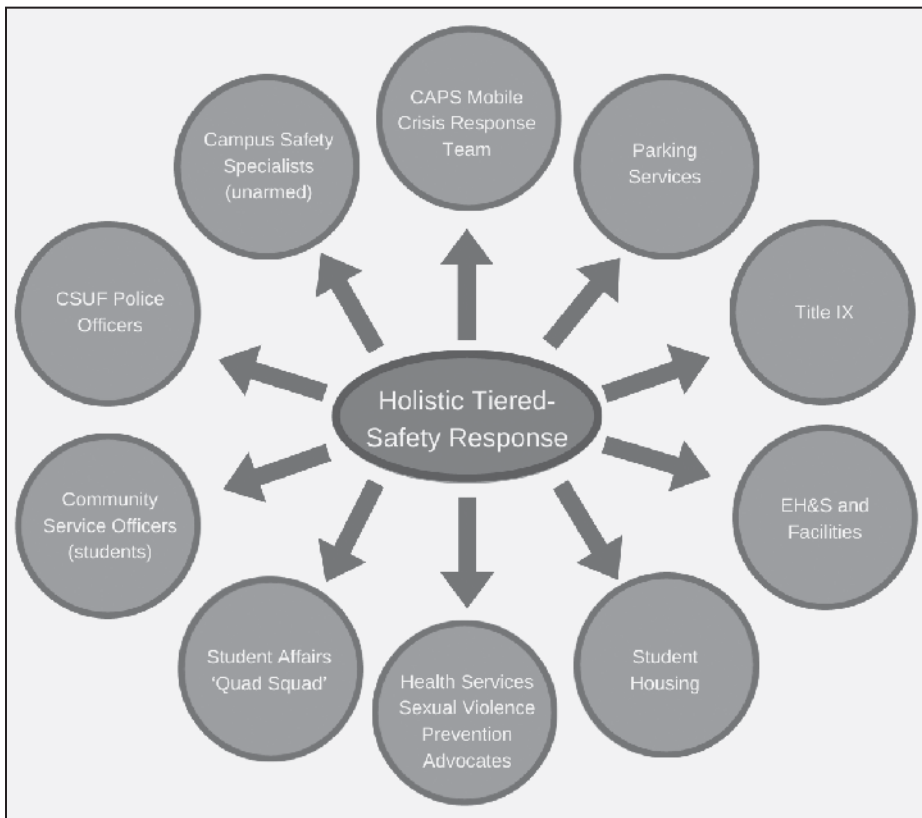 CAPS Mobile
Crisis Response
Team
Parking
Services
Title IX
EH&S and
Facilities
Student
Housing
Health Services
Sexual Violence
Prevention
Advocates
Student Affairs
‘Quad Squad’
Community
Service Officers
(students)
CSUF Police
Officers
Campus Safety
Specialists
(unarmed)
Holistic Tiered-
Safety Response